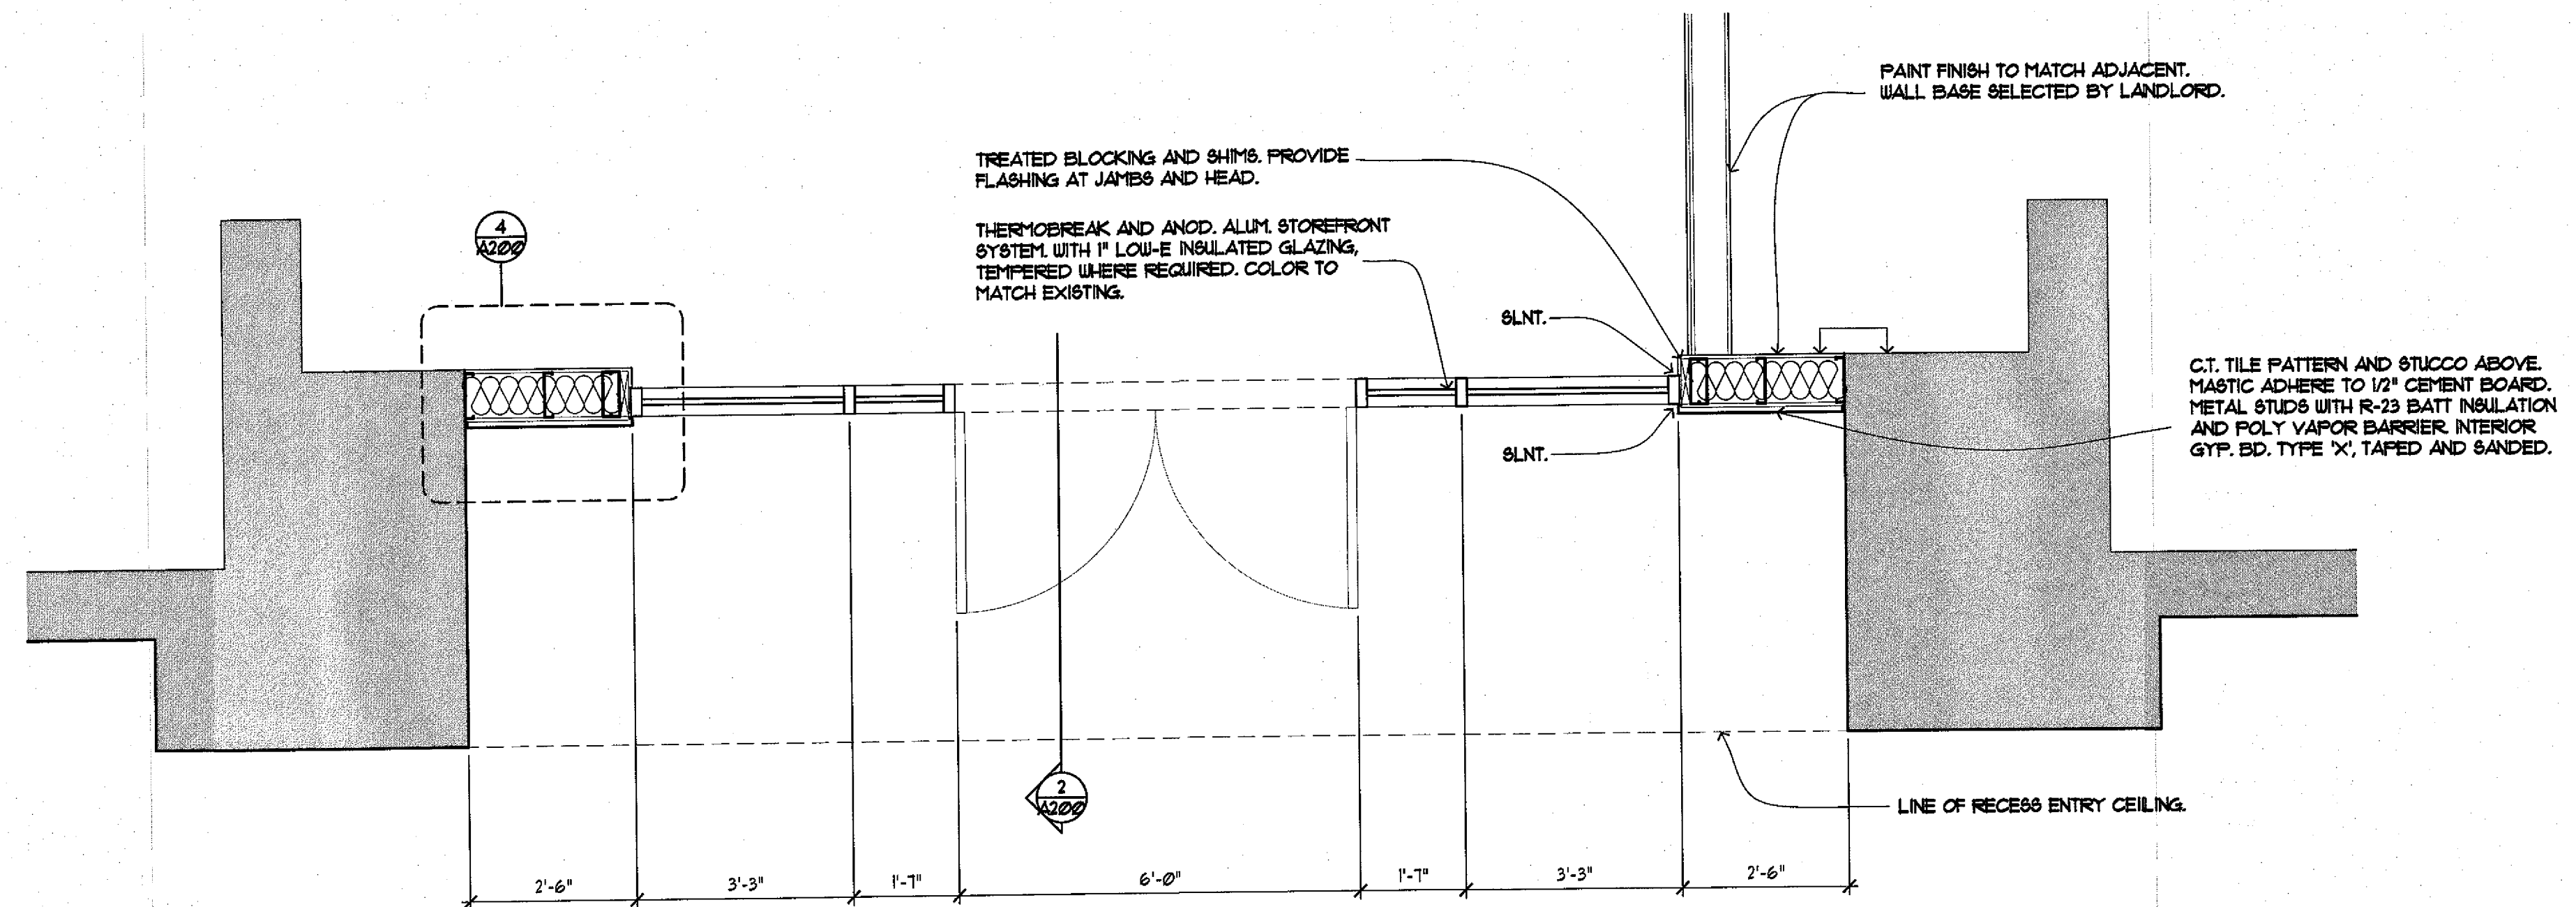 PAINT FINISH TO MATCH ADJACENT.
WALL BASE SELECTED BY LANDLORD.
TREATED BLOCKING AND SHIMS. PROVIDE
FLASHING AT JAMBS AND HEAD.
4
A200
THERMOBREAK AND ANOD. ALUM. STOREFRONT
SYSTEM. WITH 1" LOW-E INSULATED GLAZING,
TEMPERED WHERE REQUIRED. COLOR TO
MATCH EXISTING.
SLNT.
SLNT.
C.T. TILE PATTERN AND STUCCO ABOVE.
MASTIC ADHERE TO 1/2" CEMENT BOARD.
METAL STUDS WITH R-23 BATT INSULATION
AND POLY VAPOR BARRIER. INTERIOR
GYP. BD. TYPE 'X', TAPED AND SANDED.
2
A200
LINE OF RECESS ENTRY CEILING.
2'-6"
3'-3"
1'-7"
6'-0"
1'-7"
3'-3"
2'-6"